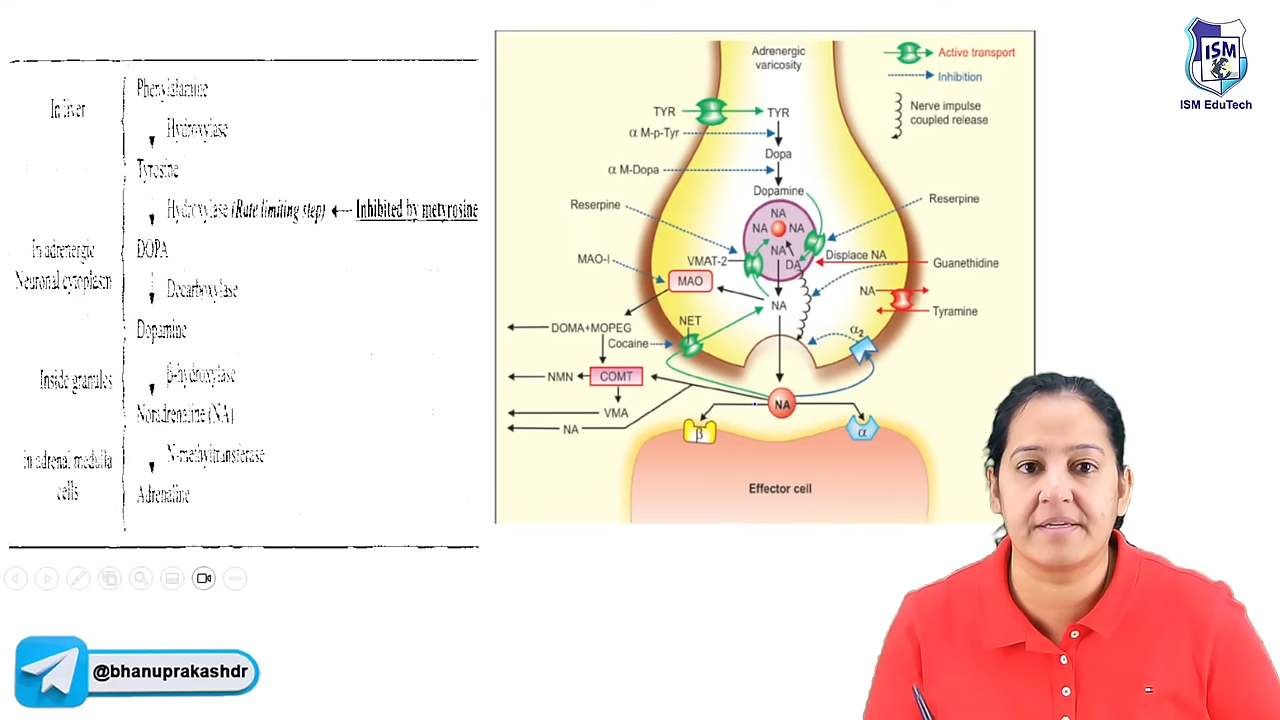 In liver
Phenylalamine
Hydroxylase
Tyrosine
Hydroxylase (Rate limiting step) ← Inhibited by metyrosine
in adrenergic
Neuronal cytoplasm
DOPA
Decarboxylase
Dopamine
Inside granules
β-hydroxylase
Noradrenaline (NA)
in adrenal medulla
cells
N-methyltransferase
Adrenaline
Adrenergic
varicosity
Active transport
Inhibition
Nerve impulse
coupled release
TYR
TYR
α M-p-Tyr
Dopa
α M-Dopa
Dopamine
Reserpine
Reserpine
NA
NA
NA
NA
DA
MAO-I
VMAT-2
Displace NA
Guanethidine
MAO
NA
NA
Tyramine
DOMA+MOPEG
NET
Cocaine
α2
NMN
COMT
VMA
NA
NA
β
α
Effector cell
ISM
ISM EduTech
@bhanuprakashdr